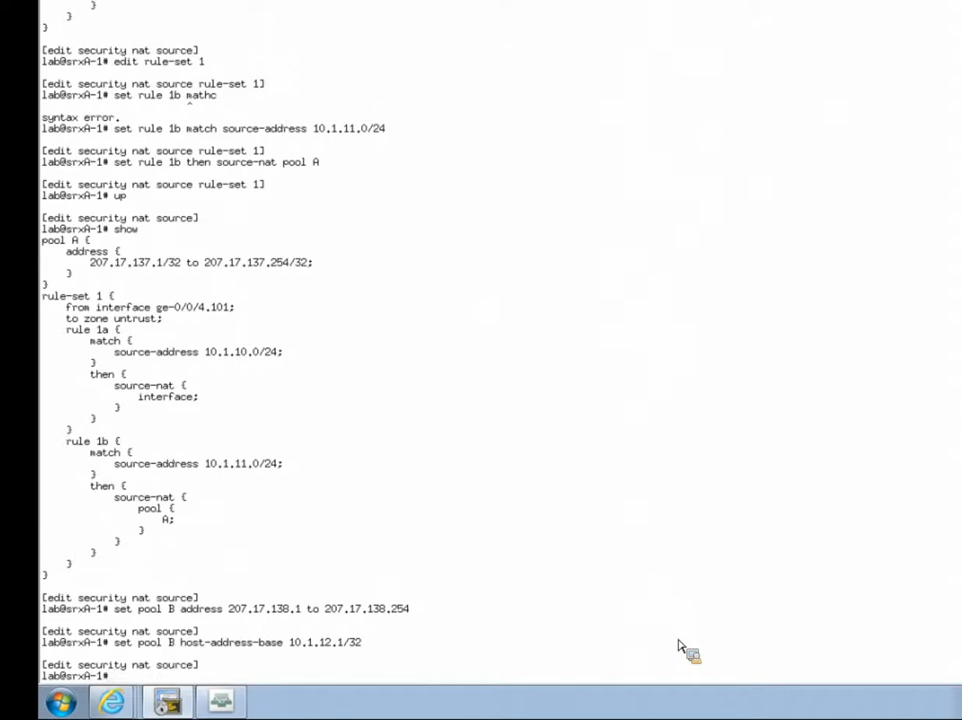 }
}
}
[edit security nat source]
lab@srxA-1# edit rule-set 1
[edit security nat source rule-set 1]
lab@srxA-1# set rule 1b mathc
^
syntax error.
lab@srxA-1# set rule 1b match source-address 10.1.11.0/24
[edit security nat source rule-set 1]
lab@srxA-1# set rule 1b then source-nat pool A
[edit security nat source rule-set 1]
lab@srxA-1# up
[edit security nat source]
lab@srxA-1# show
pool A {
address {
207.17.137.1/32 to 207.17.137.254/32;
}
}
rule-set 1 {
from interface ge-0/0/4.101;
to zone untrust;
rule 1a {
match {
source-address 10.1.10.0/24;
}
then {
source-nat {
interface;
}
}
}
rule 1b {
match {
source-address 10.1.11.0/24;
}
then {
source-nat {
pool {
A;
}
}
}
}
}
[edit security nat source]
lab@srxA-1# set pool B address 207.17.138.1 to 207.17.138.254
[edit security nat source]
lab@srxA-1# set pool B host-address-base 10.1.12.1/32
[edit security nat source]
lab@srxA-1#